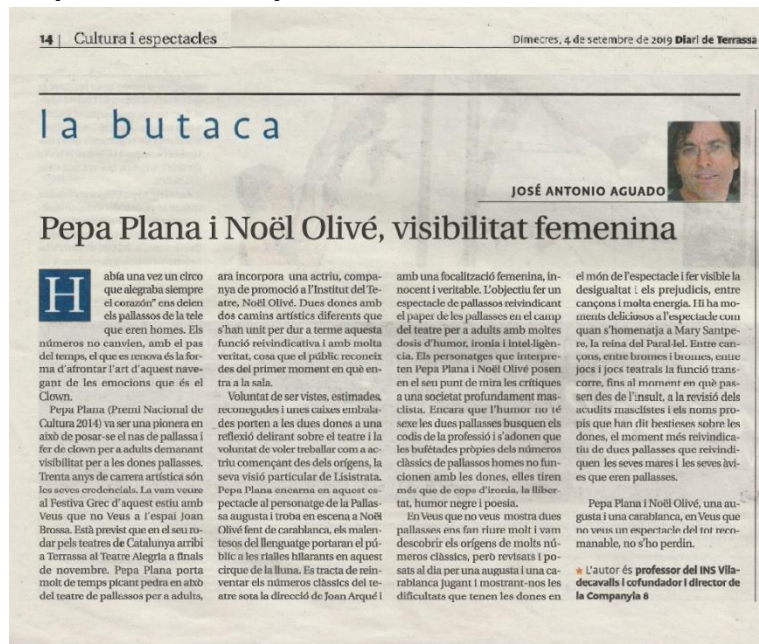 14 | Cultura i espectacles
Dimecres, 4 de setembre de 2019 Diari de Terrassa
la butaca
JOSÉ ANTONIO AGUADO
Pepa Plana i Noël Olivé, visibilitat femenina
Había una vez un circo
que alegraba siempre
el corazón" ens deien
els pallassos de la tele
que eren homes. Els
números no canvien, amb el pas
del temps, el que es renova és la for-
ma d'afrontar l'art d'aquest nave-
gant de les emocions que és el
Clown.
Pepa Plana (Premi Nacional de
Cultura 2014) va ser una pionera en
això de posar-se el nas de pallassa i
fer de clown per a adults demanant
visibilitat per a les dones pallasses.
Trenta anys de carrera artística són
les seves credencials. La vam veure
al Festiva Grec d'aquest estiu amb
Veus que no Veus a l'espai Joan
Brossa. Està previst que en el seu ro-
dar pels teatres de Catalunya arribi
a Terrassa al Teatre Alegria a finals
de novembre. Pepa Plana porta
molt de temps picant pedra en això
del teatre de pallassos per a adults,
ara incorpora una actriu, compa-
nya de promoció a l'Institut del Te-
atre, Noël Olivé. Dues dones amb
dos camins artístics diferents que
s'han unit per dur a terme aquesta
funció reivindicativa i amb molta
veritat, cosa que el públic reconeix
des del primer moment en què en-
tra a la sala.
Voluntat de ser vistes, estimades,
reconegudes i unes caixes embala-
des porten a les dues dones a una
reflexió delirant sobre el teatre i la
voluntat de voler treballar com a ac-
triu començant des dels orígens, la
seva visió particular de Lisistrata.
Pepa Plana encarna en aquest es-
pectacle al personatge de la Pallas-
sa augusta i troba en escena a Noël
Olivé fent de carablanca, els malen-
tesos del llenguatge portaran el pú-
blic a les rialles hilarants en aquest
cirque de la lluna. Es tracta de rein-
ventar els números clàssics del te-
atre sota la direcció de Joan Arqué i
amb una focalització femenina, in-
nocent i veritable. L'objectiu fer un
espectacle de pallassos reivindicant
el paper de les pallasses en el camp
del teatre per a adults amb moltes
dosis d'humor, ironia i intel·ligèn-
cia. Els personatges que interpre-
ten Pepa Plana i Noël Olivé posen
en el seu punt de mira les crítiques
a una societat profundament mas-
clista. Encara que l'humor no té
sexe les dues pallasses busquen els
codis de la professió i s'adonen que
les bufetades pròpies dels números
clàssics de pallassos homes no fun-
cionen amb les dones, elles tiren
més que de cops d'ironia, la lliber-
tat, humor negre i poesia.
En Veus que no veus mostra dues
pallasses ens fan riure molt i vam
descobrir els orígens de molts nú-
meros clàssics, però revisats i po-
sats al dia per una augusta i una ca-
rablanca jugant i mostrant-nos les
dificultats que tenen les dones en
el món de l'espectacle i fer visible la
desigualtat i els prejudicis, entre
cançons i molta energia. Hi ha mo-
ments deliciosos a l'espectacle com
quan s'homenatja a Mary Santpe-
re, la reina del Paral·lel. Entre can-
çons, entre bromes i bromes, entre
jocs i jocs teatrals la funció trans-
corre, fins al moment en què pas-
sen des de l'insult, a la revisió dels
acudits masclistes i els noms pro-
pis que han dit bestieses sobre les
dones, el moment més reivindica-
tiu de dues pallasses que reivindi-
quen les seves mares i les seves àvi-
es que eren pallasses.
Pepa Plana i Noël Olivé, una au-
gusta i una carablanca, en Veus que
no veus un espectacle del tot reco-
manable, no s'ho perdin.
★ L'autor és professor del INS Vila-
decavalls i cofundador i director de
la Companyia 8